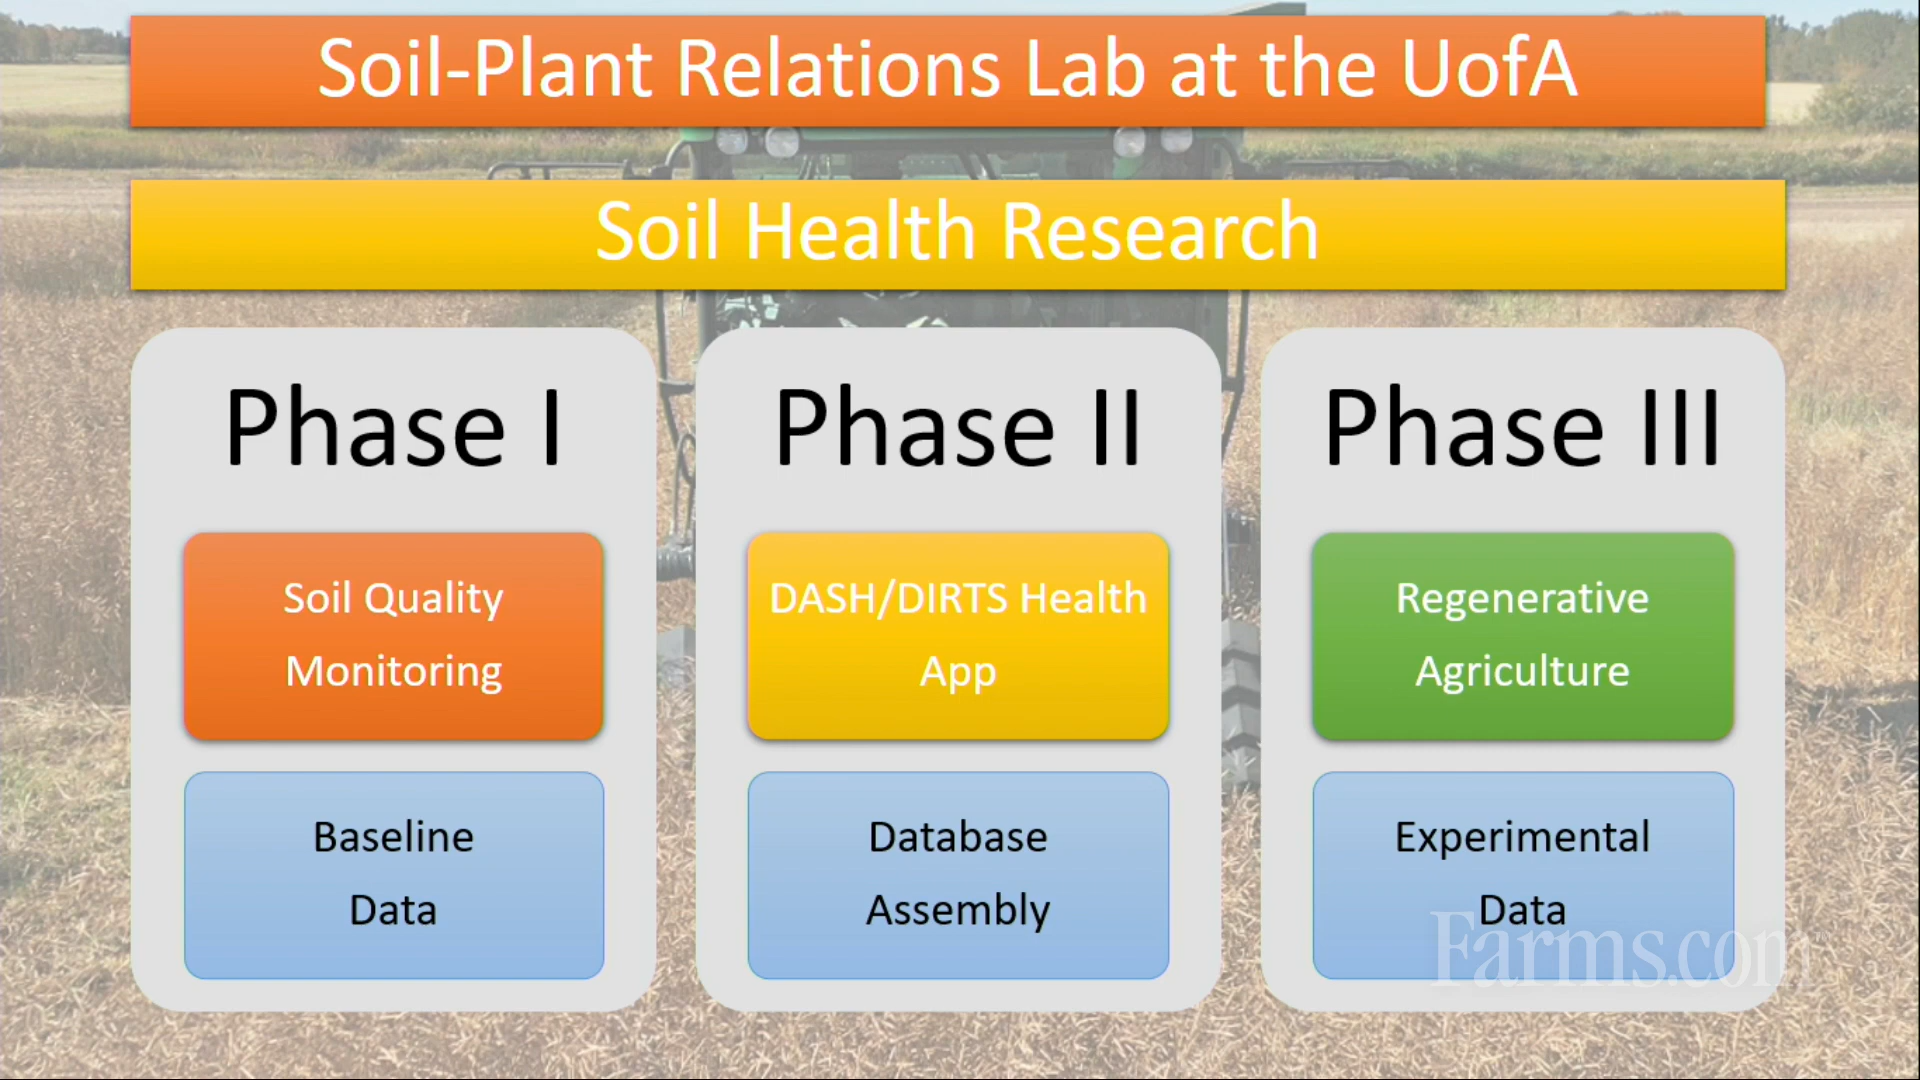 Soil-Plant Relations Lab at the UofA
Soil Health Research
Phase I
Soil Quality
Monitoring
Baseline
Data
Phase II
DASH/DIRTS Health
App
Database
Assembly
Phase III
Regenerative
Agriculture
Experimental
Data
Farms.com